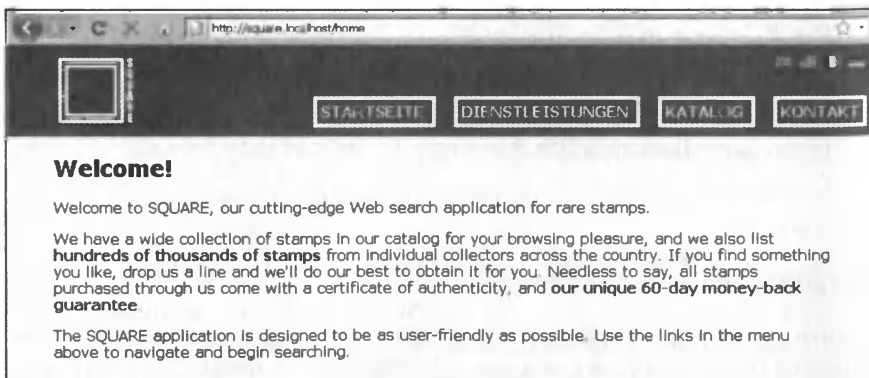 http://square.localhost/home
SQUARE
STARTSEITE
DIENSTLEISTUNGEN
KATALOG
KONTAKT
Welcome!
Welcome to SQUARE, our cutting-edge Web search application for rare stamps.
We have a wide collection of stamps in our catalog for your browsing pleasure, and we also list
hundreds of thousands of stamps from individual collectors across the country. If you find something
you like, drop us a line and we'll do our best to obtain it for you. Needless to say, all stamps
purchased through us come with a certificate of authenticity, and our unique 60-day money-back
guarantee.
The SQUARE application is designed to be as user-friendly as possible. Use the links in the menu
above to navigate and begin searching.